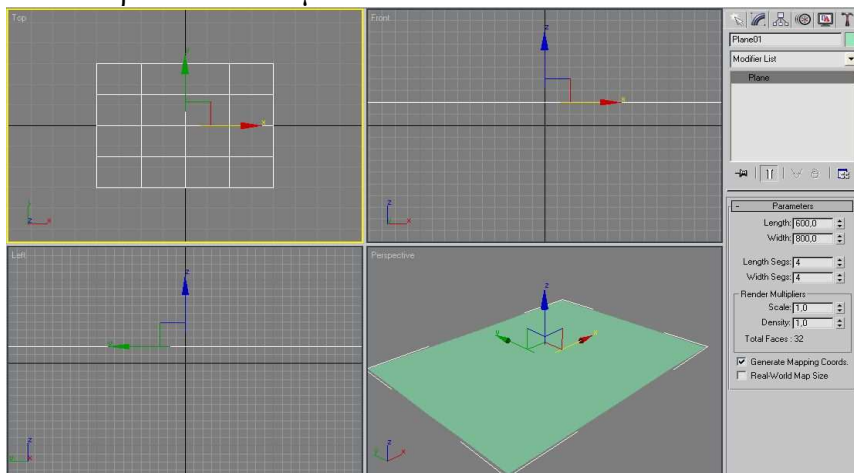 Top
Front
Left
Perspective
Plane01
Modifier List
Plane
Parameters
Length: 600,0
Width: 800,0
Length Segs: 4
Width Segs: 4
Render Multipliers
Scale: 1,0
Density: 1,0
Total Faces : 32
Generate Mapping Coords.
Real-World Map Size